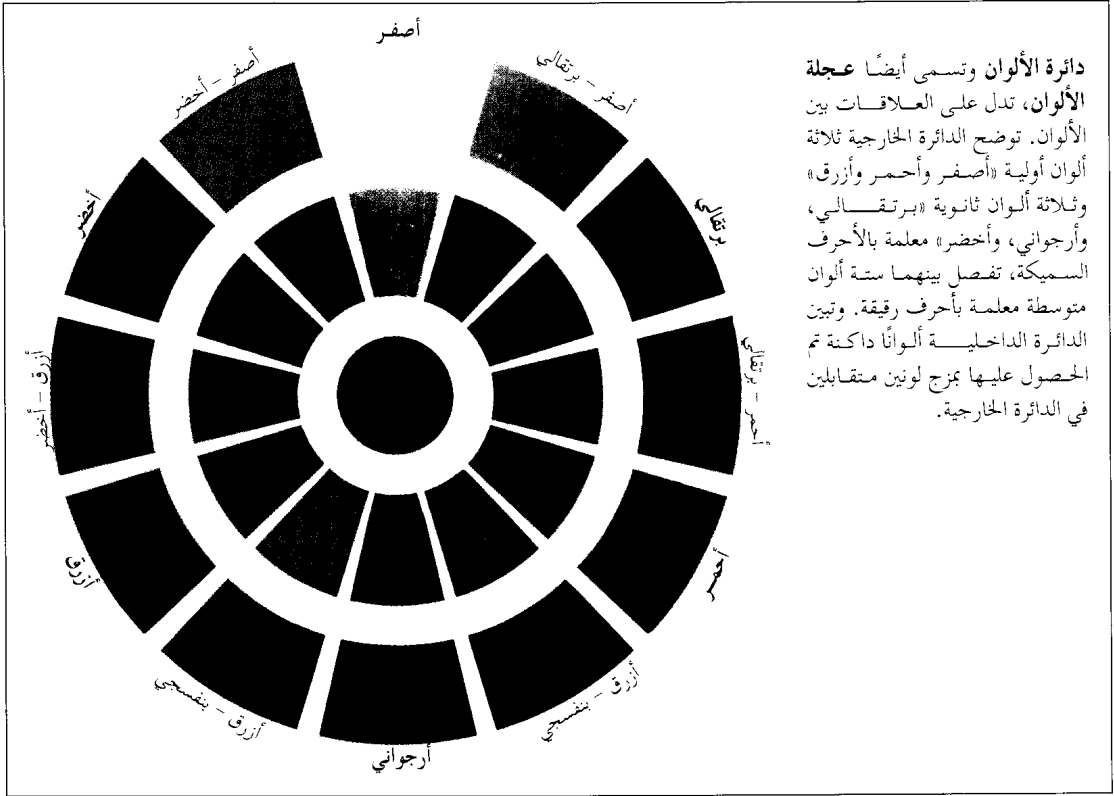 دائرة الألوان وتسمى أيضًا عجلة
الألوان، تدل على العلاقات بين
الألوان. توضح الدائرة الخارجية ثلاثة
ألوان أولية «أصفر وأحمر وأزرق»
وثلاثة ألوان ثانوية «برتقالي،
وأرجواني، وأخضر» معلمة بالأحرف
السميكة، تفصل بينهما ستة ألوان
متوسطة معلمة بأحرف رقيقة. وتبين
الدائرة الداخلية ألوانًا داكنة تم
الحصول عليها بمزج لونين متقابلين
في الدائرة الخارجية.
أصفر
أصفر - برتقالي
برتقالي
أحمر - برتقالي
أحمر
أزرق - بنفسجي
أرجواني
أزرق - بنفسجي
أزرق
أزرق - أخضر
أخضر
أصفر - أخضر